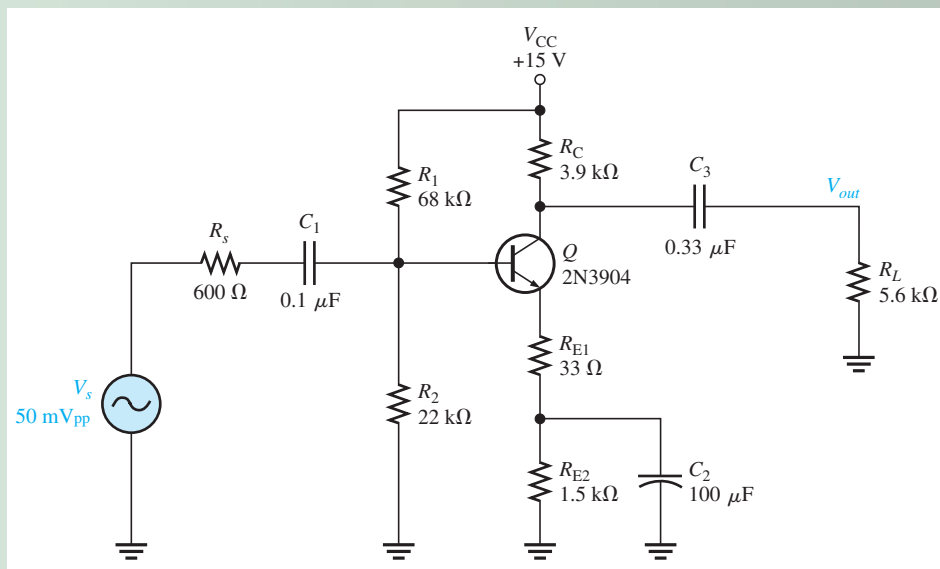 V_CC
+15 V
R_1
68 kΩ
R_C
3.9 kΩ
C_3
0.33 μF
V_out
R_s
600 Ω
C_1
0.1 μF
Q
2N3904
R_L
5.6 kΩ
R_E1
33 Ω
V_s
50 mVpp
R_2
22 kΩ
R_E2
1.5 kΩ
C_2
100 μF